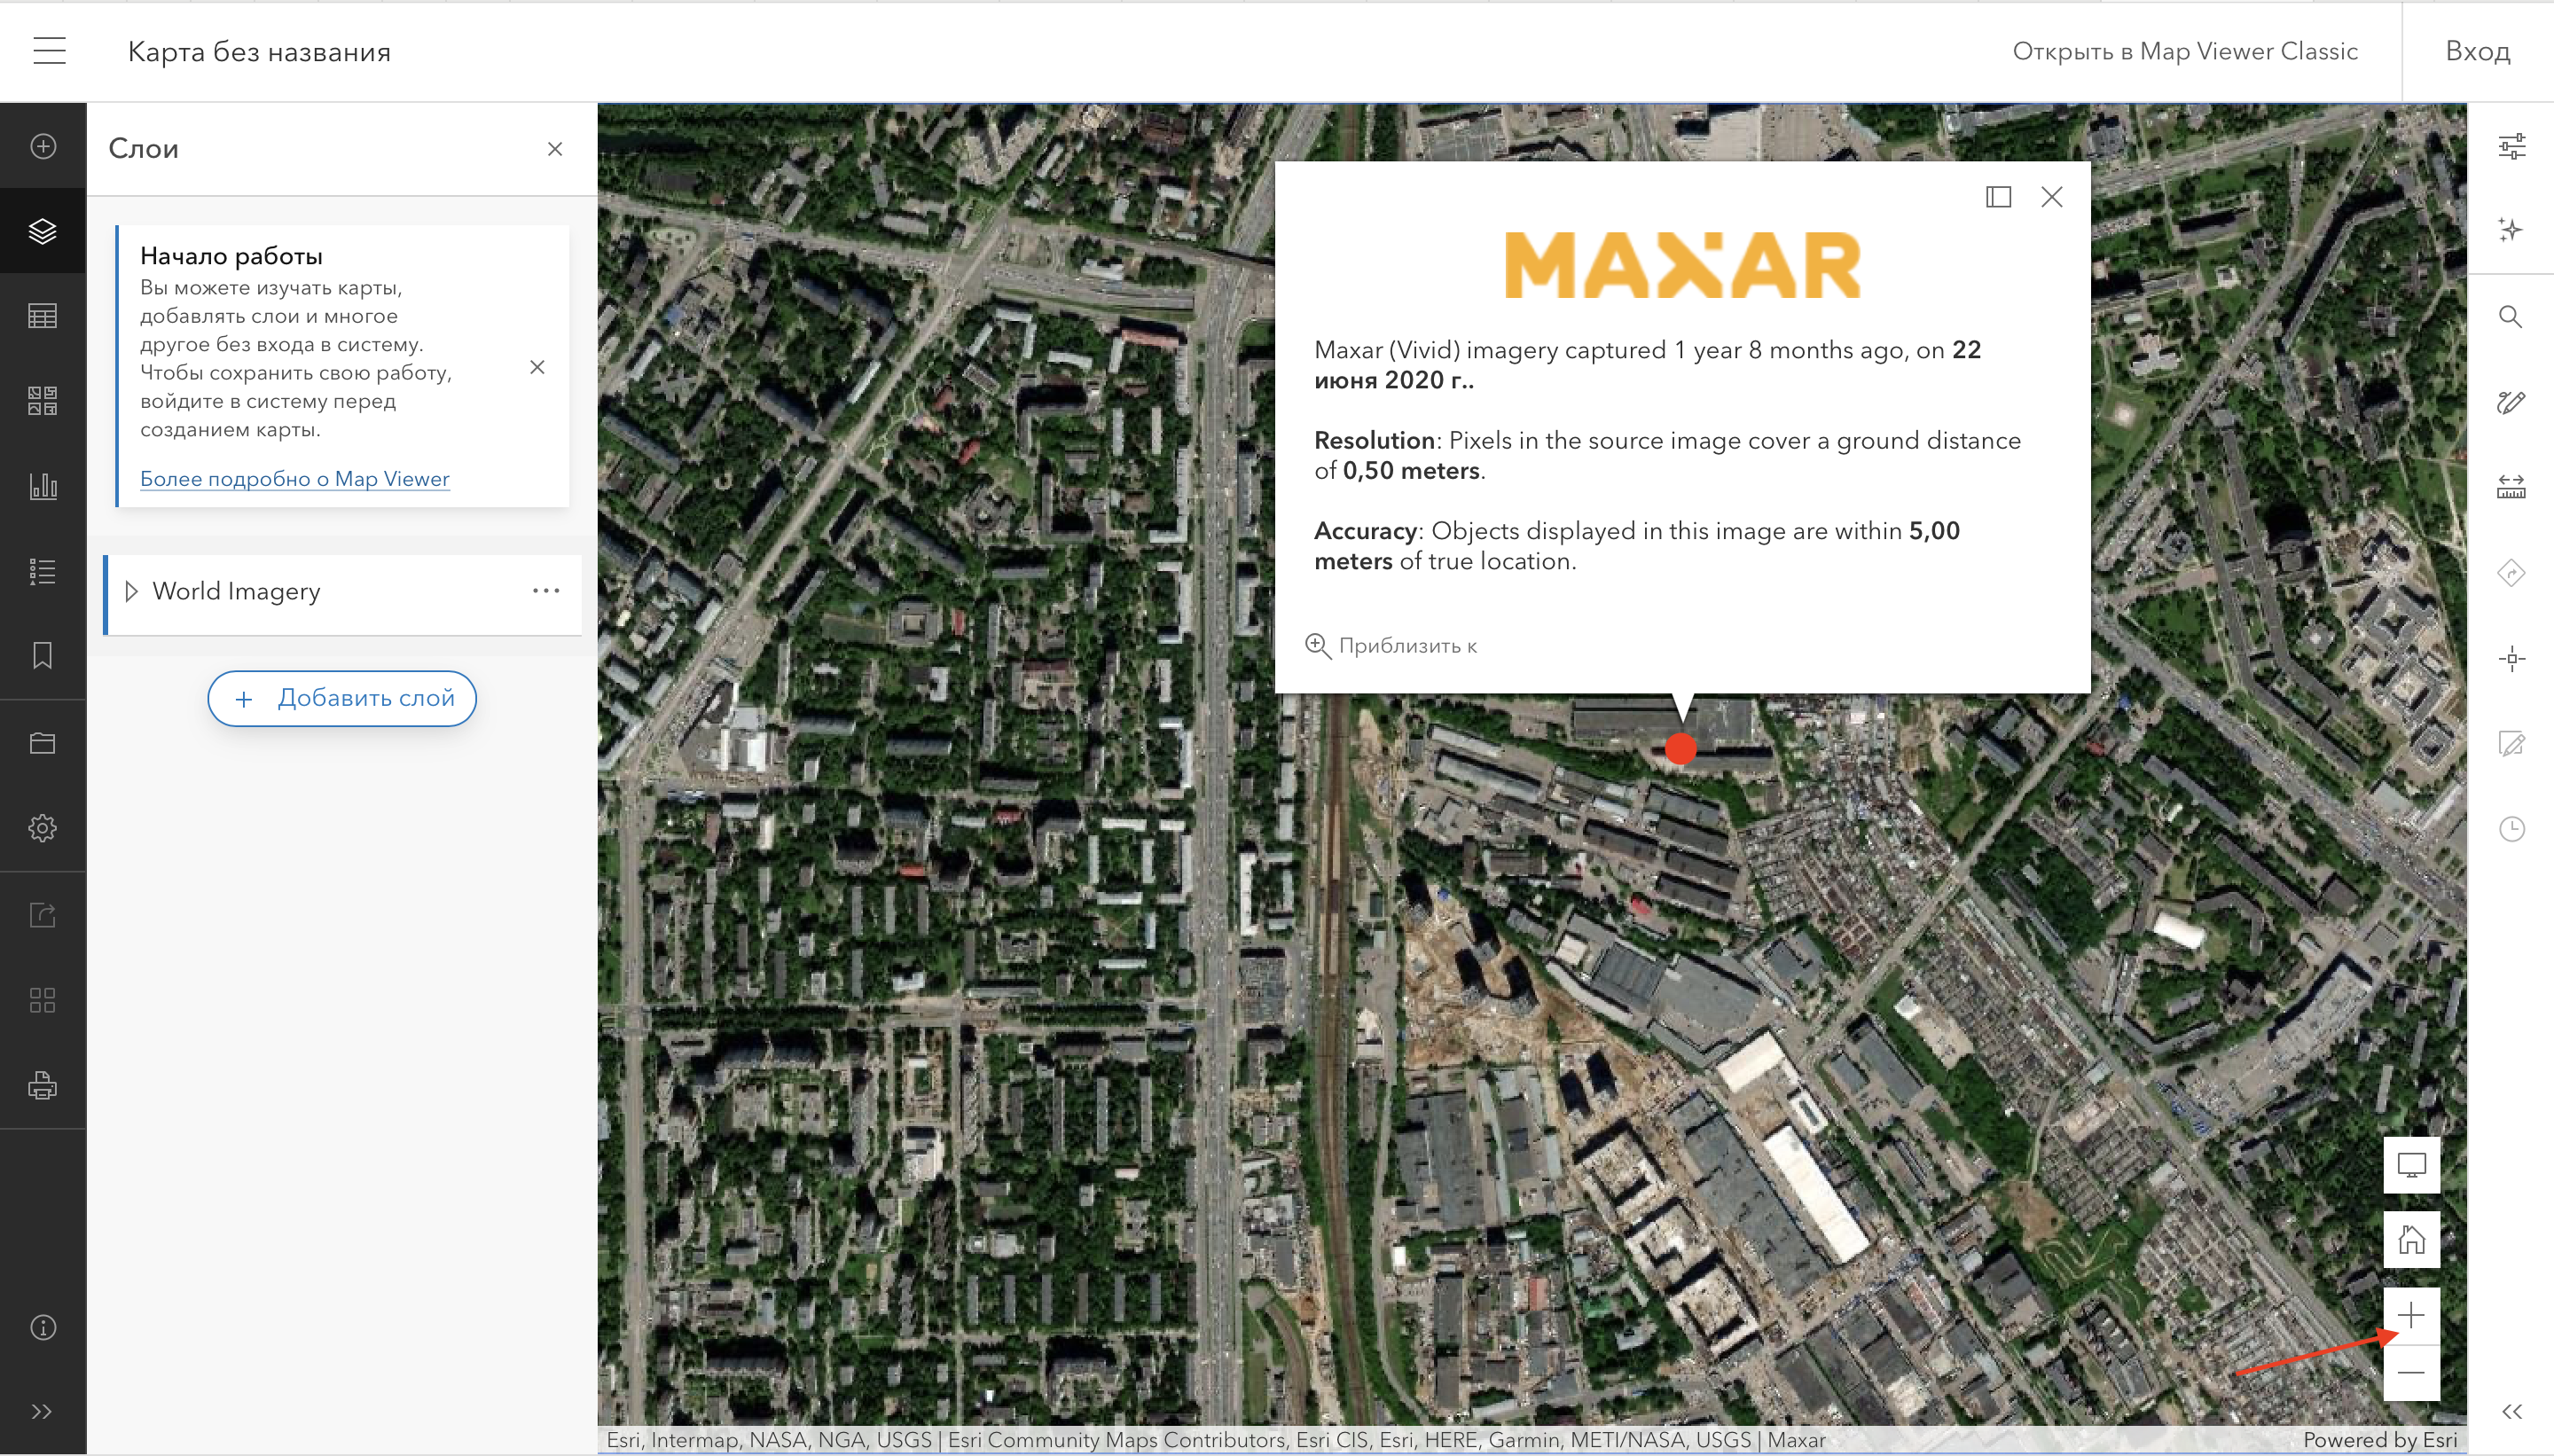 Карта без названия
Открыть в Map Viewer Classic
Вход
Слои
Начало работы
Вы можете изучать карты,
добавлять слои и многое
другое без входа в систему.
Чтобы сохранить свою работу,
войдите в систему перед
созданием карты.
Более подробно о Map Viewer
World Imagery
Добавить слой
MAXAR
Maxar (Vivid) imagery captured 1 year 8 months ago, on 22
июня 2020 г..
Resolution: Pixels in the source image cover a ground distance
of 0,50 meters.
Accuracy: Objects displayed in this image are within 5,00
meters of true location.
Приблизить к
Esri, Intermap, NASA, NGA, USGS | Esri Community Maps Contributors, Esri CIS, Esri, HERE, Garmin, METI/NASA, USGS | Maxar
Powered by Esri